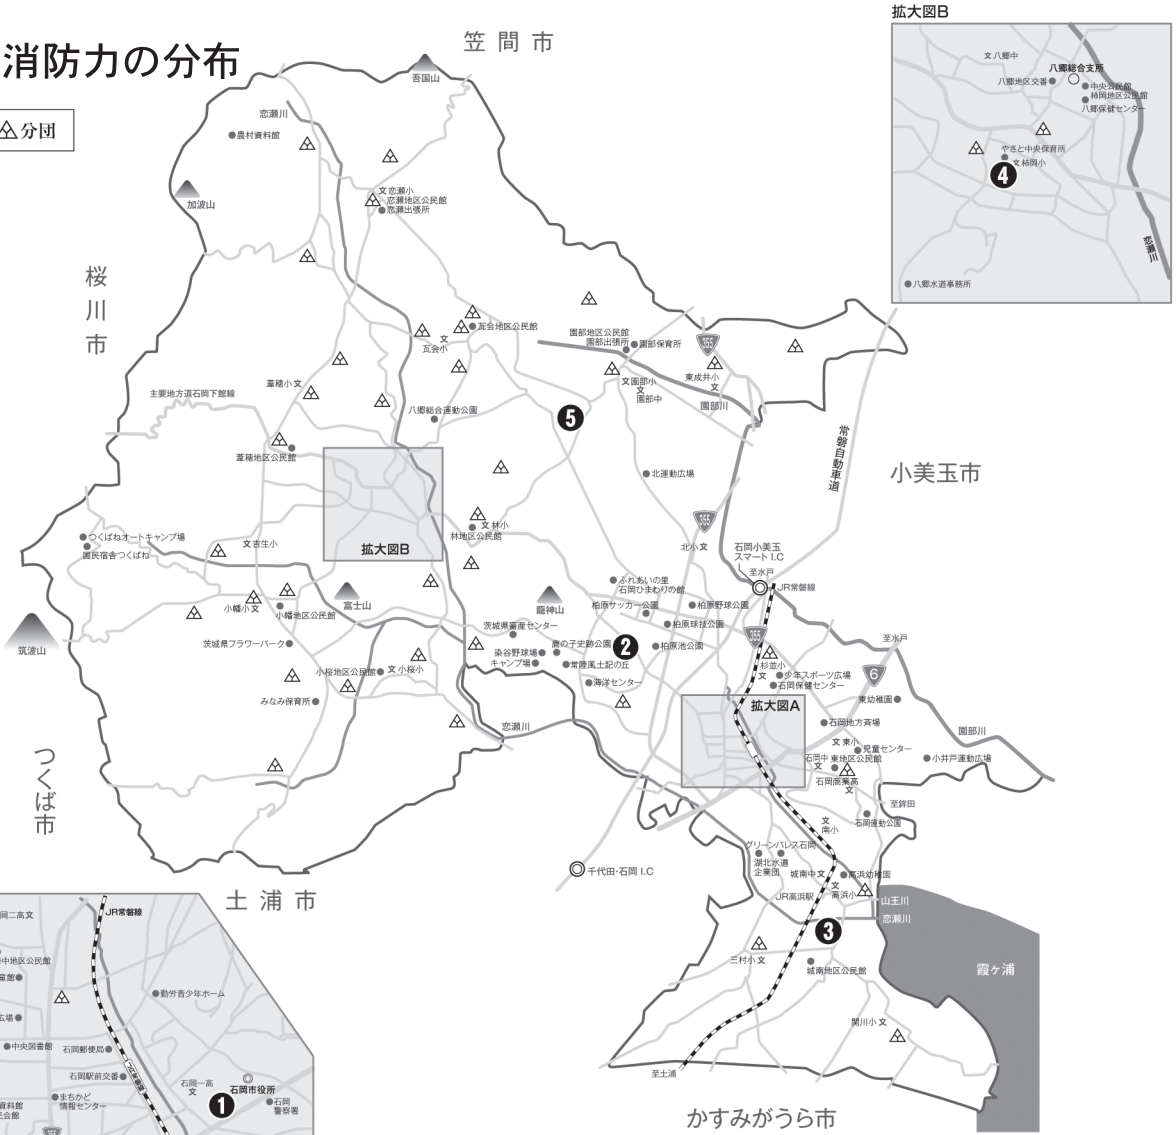 消防力の分布
分団
笠間市
吾国山
恋瀬川
農村資料館
加波山
文 恋瀬小
恋瀬地区公民館
恋瀬出張所
桜川市
瓦会地区公民館
文
瓦会小
園部地区公民館
園部出張所
園部保育所
355
東成井小
文
文 園部小
文
園部中
園部川
葦穂小 文
主要地方道石岡下館線
八郷総合運動公園
5
葦穂地区公民館
常磐自動車道
小美玉市
北運動広場
文 林小
林地区公民館
拡大図B
355
北小 文
石岡小美玉
スマートI.C
至水戸
JR常磐線
つくばねオートキャンプ場
国民宿舎つくばね
文 吉生小
富士山
小幡小 文
小幡地区公民館
筑波山
茨城県フラワーパーク
龍神山
ふれあいの里
石岡ひまわりの館
柏原サッカー公園
柏原野球公園
柏原球技公園
茨城県畜産センター
鹿の子史跡公園
2
柏原池公園
355
染谷野球場
キャンプ場
常陸風土記の丘
海洋センター
小桜地区公民館
文 小桜小
みなみ保育所
至水戸
6
杉並小
文
少年スポーツ広場
石岡保健センター
東幼稚園
拡大図A
石岡地方斎場
園部川
恋瀬川
文 東小
児童センター
石岡中
文
東地区公民館
小井戸運動広場
石岡商業高
文
至鉾田
石岡運動公園
つくば市
文
南小
グリーンパレス石岡
湖北水道
企業団
千代田・石岡 I.C
城南中 文
高浜幼稚園
文
高浜小
JR高浜駅
山王川
恋瀬川
土浦市
3
三村小 文
城南地区公民館
霞ヶ浦
関川小 文
至土浦
かすみがうら市
拡大図B
文 八郷中
八郷総合支所
八郷地区交番
中央公民館
柿岡地区公民館
八郷保健センター
やさと中央保育所
文 柿岡小
4
恋瀬川
八郷水道事務所
岡二高 文
JR常磐線
中地区公民館
童館
勤労青少年ホーム
広場
中央図書館
石岡郵便局
石岡駅前交番
石岡一高
文
石岡市役所
まちかど
情報センター
1
石岡
警察署
資料館
民会館
355